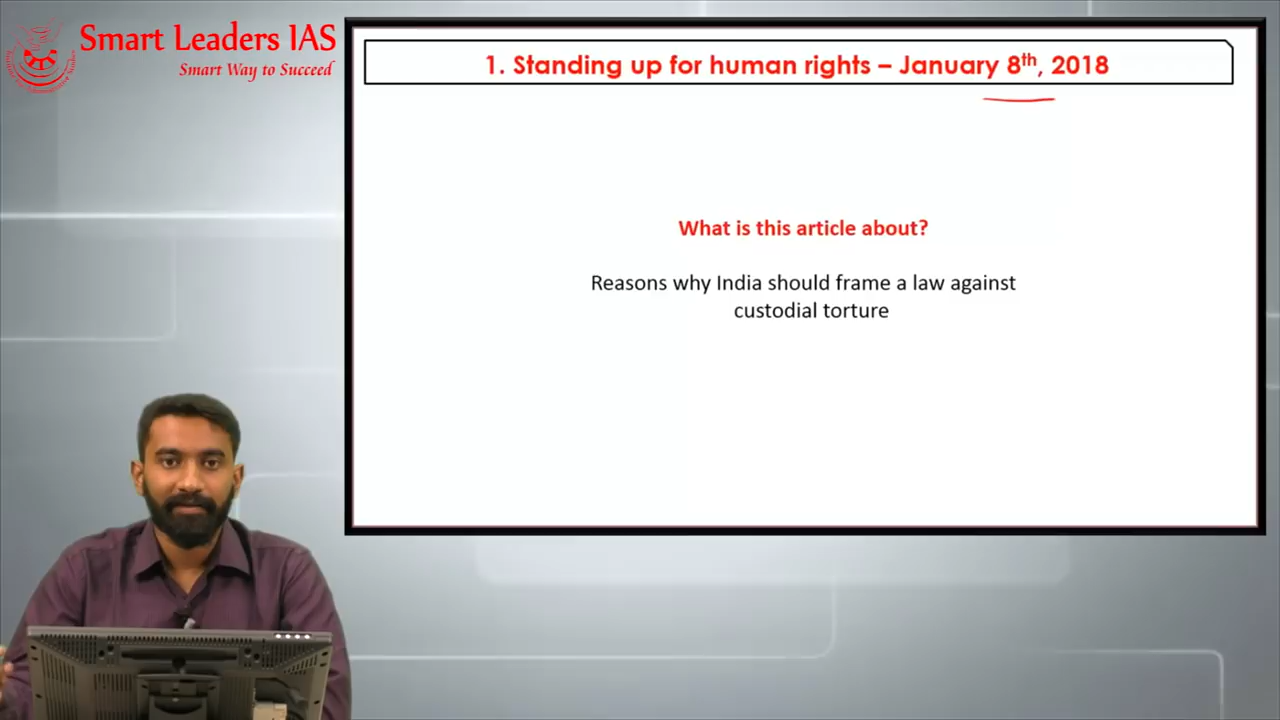 Smart Leaders IAS
Smart Way to Succeed
1. Standing up for human rights – January 8th, 2018
What is this article about?
Reasons why India should frame a law against
custodial torture